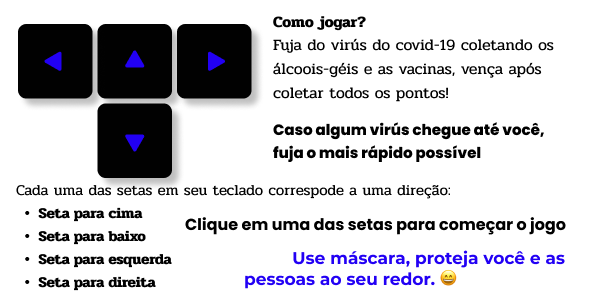 Como jogar?
Fuja do virús do covid-19 coletando os
álcoois-géis e as vacinas, vença após
coletar todos os pontos!
Caso algum virús chegue até você,
fuja o mais rápido possível
Cada uma das setas em seu teclado correspode a uma direção:
• Seta para cima
• Seta para baixo
• Seta para esquerda
• Seta para direita
Clique em uma das setas para começar o jogo
Use máscara, proteja você e as
pessoas ao seu redor. 😄